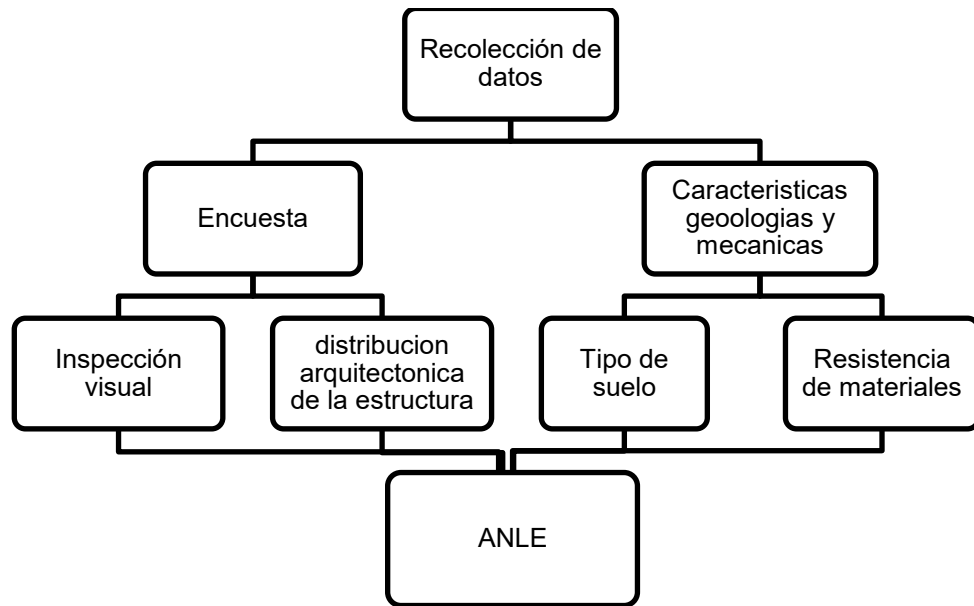 Recolección de
datos
Encuesta
Caracteristicas
geoologias y
mecanicas
Inspección
visual
distribucion
arquitectonica
de la estructura
Tipo de
suelo
Resistencia
de materiales
ANLE